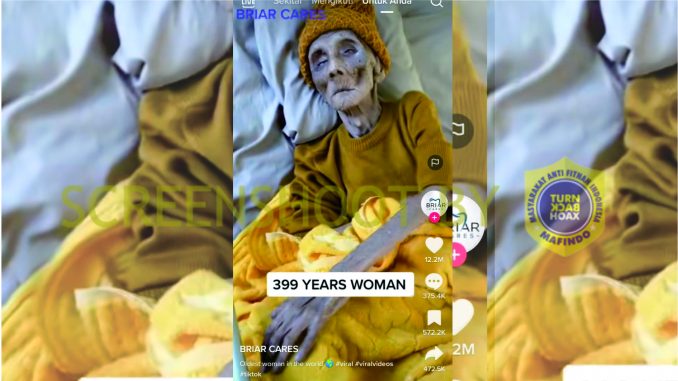 LIVE Sekitar Mengikuti Untuk Anda
BRIAR CARES
SCREENSHOOT BY
MASYARAKAT ANTI FITNAH INDONESIA
TURN
BACK
HOAX
MAFINDO
BRIAR
12.2M
375.4K
399 YEARS WOMAN
572.2K
2M
472.5K
BRIAR CARES
Oldest woman in the world 🌍 #viral #viralvideos
#tiktok